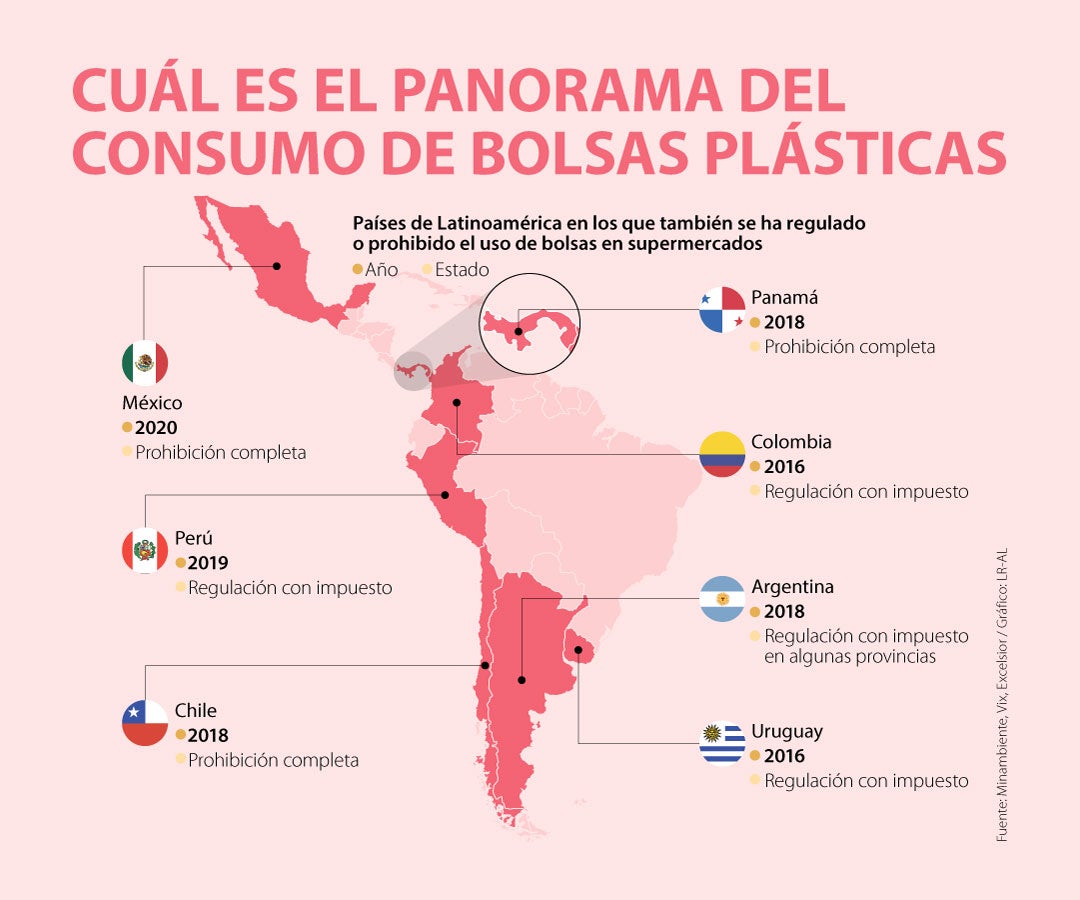 CUÁL ES EL PANORAMA DEL
CONSUMO DE BOLSAS PLÁSTICAS
Países de Latinoamérica en los que también se ha regulado
o prohibido el uso de bolsas en supermercados
Año Estado
México
2020
Prohibición completa
Perú
2019
Regulación con impuesto
Chile
2018
Prohibición completa
Panamá
2018
Prohibición completa
Colombia
2016
Regulación con impuesto
Argentina
2018
Regulación con impuesto
en algunas provincias
Uruguay
2016
Regulación con impuesto
Fuente: Minambiente, Vix, Excelsior / Gráfico: LR-AL